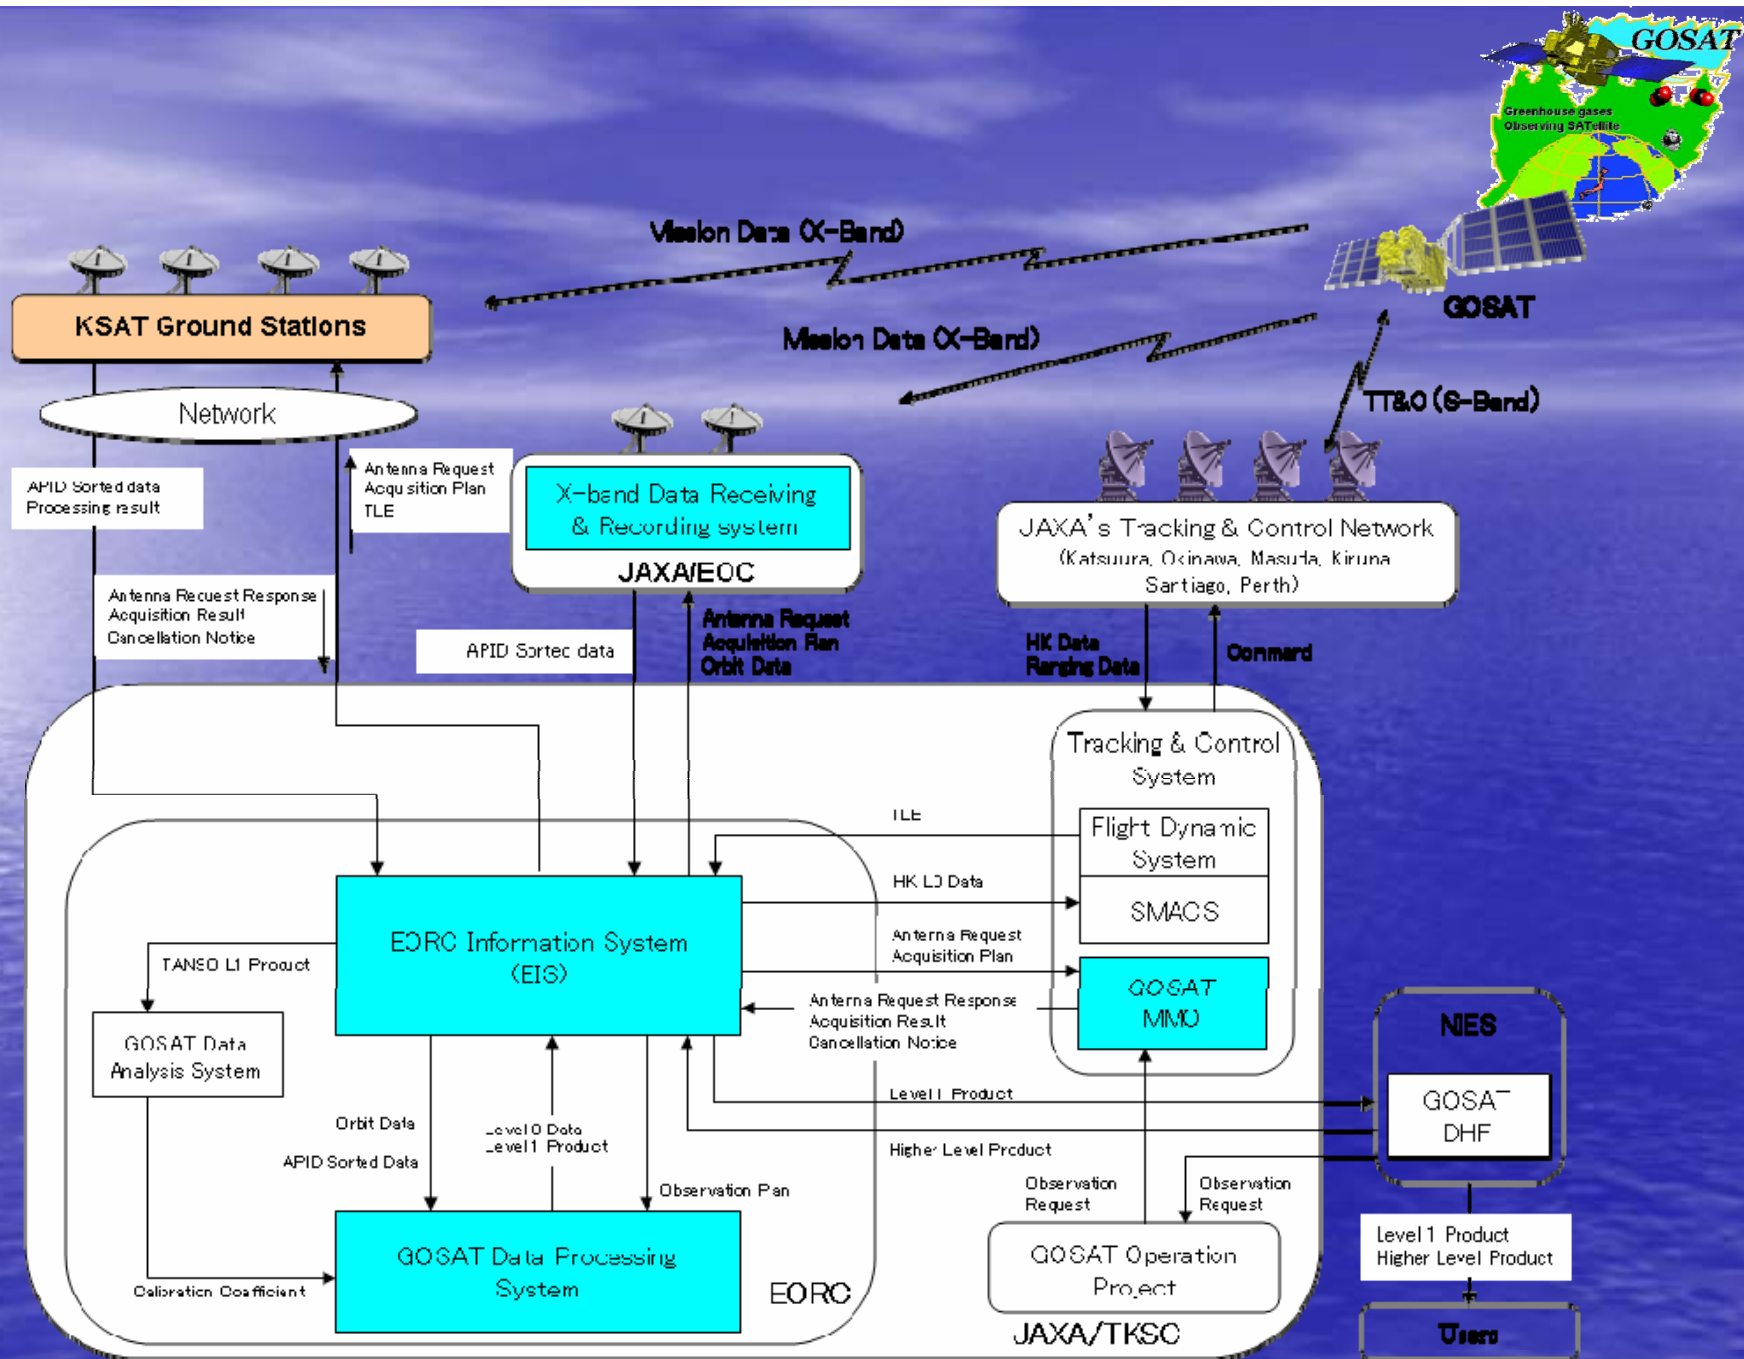 GOSAT
Greenhouse gases
Observing SATellite
Mission Data (X-Band)
GOSAT
KSAT Ground Stations
Mission Data (X-Band)
TT&C (S-Band)
Network
APID Sorted data
Processing result
Antenna Request
Acquisition Plan
TLE
X-band Data Receiving
& Recording system
JAXA/EOC
JAXA's Tracking & Control Network
(Katsuura, Okinawa, Masuda, Kiruna
Santiago, Perth)
Antenna Request Response
Acquisition Result
Cancellation Notice
APID Sorted data
Antenna Request
Acquisition Plan
Orbit Data
HK Data
Ranging Data
Command
Tracking & Control
System
TLE
Flight Dynamic
System
HK L0 Data
SMACS
EORC Information System
(EIS)
Antenna Request
Acquisition Plan
GOSAT
MMO
TANSO L1 Product
Antenna Request Response
Acquisition Result
Cancellation Notice
NIES
GOSAT Data
Analysis System
Level 1 Product
GOSAT
DHF
Orbit Data
APID Sorted Data
Level 0 Data
Level 1 Product
Higher Level Product
Observation Plan
Observation
Request
Observation
Request
GOSAT Data Processing
System
Calibration Coefficient
EORC
GOSAT Operation
Project
JAXA/TKSC
Level 1 Product
Higher Level Product
Users